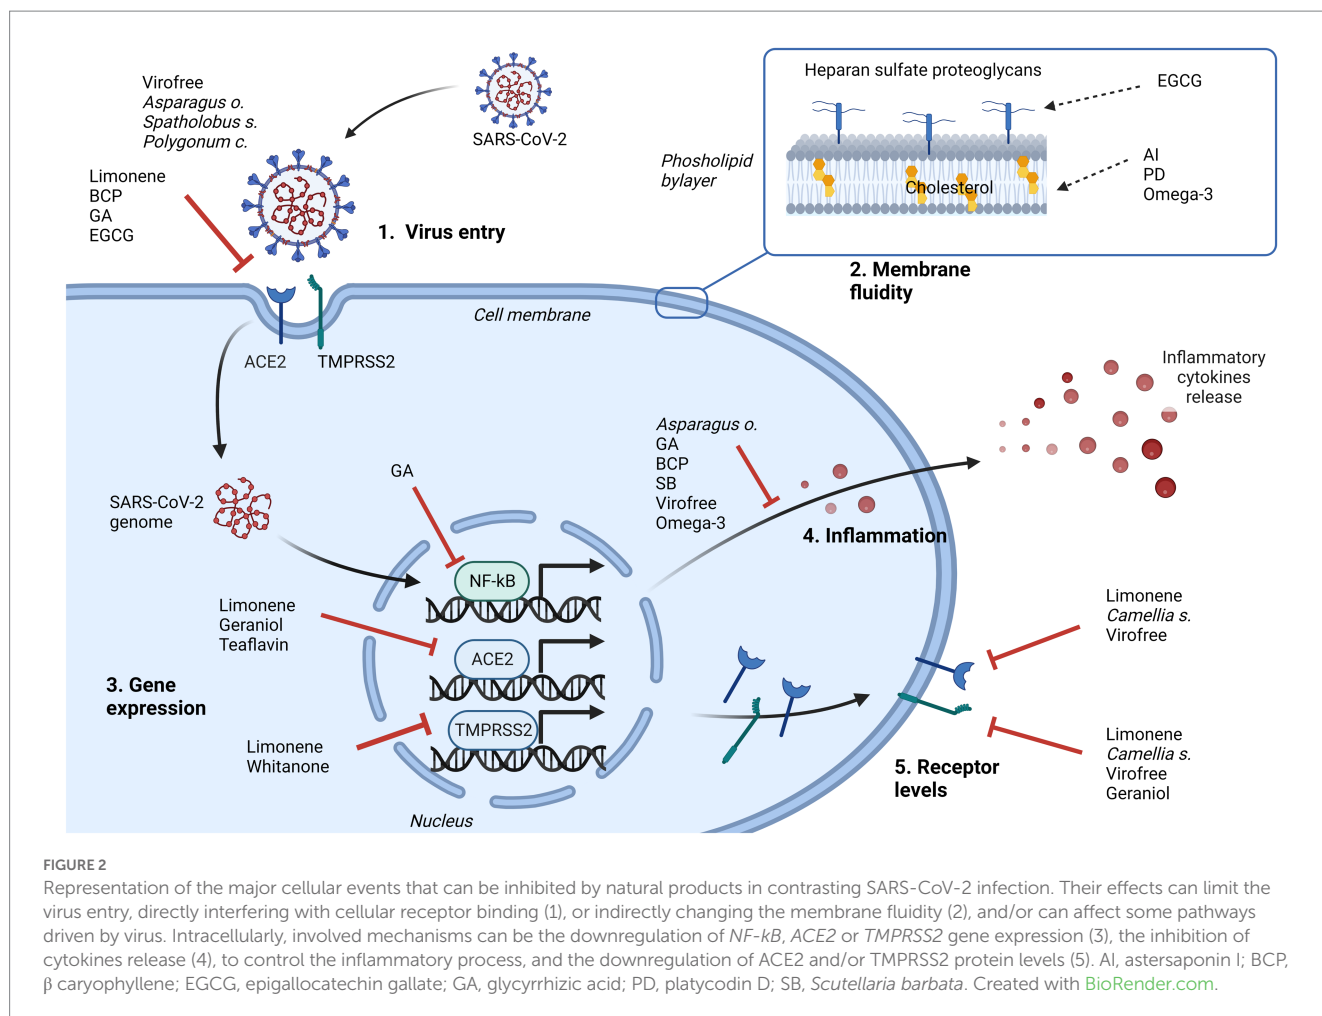 Virofree
Asparagus o.
Spatholobus s.
Polygonum c.
Limonene
BCP
GA
EGCG
SARS-CoV-2
1. Virus entry
Phosholipid
bylayer
Heparan sulfate proteoglycans
EGCG
Cholesterol
AI
PD
Omega-3
2. Membrane
fluidity
Cell membrane
ACE2
TMPRSS2
Inflammatory
cytokines
release
Asparagus o.
GA
BCP
SB
Virofree
Omega-3
4. Inflammation
GA
SARS-CoV-2
genome
NF-kB
Limonene
Geraniol
Teaflavin
ACE2
3. Gene
expression
TMPRSS2
Limonene
Whitanone
Nucleus
Limonene
Camellia s.
Virofree
5. Receptor
levels
Limonene
Camellia s.
Virofree
Geraniol
FIGURE 2
Representation of the major cellular events that can be inhibited by natural products in contrasting SARS-CoV-2 infection. Their effects can limit the
virus entry, directly interfering with cellular receptor binding (1), or indirectly changing the membrane fluidity (2), and/or can affect some pathways
driven by virus. Intracellularly, involved mechanisms can be the downregulation of NF-kB, ACE2 or TMPRSS2 gene expression (3), the inhibition of
cytokines release (4), to control the inflammatory process, and the downregulation of ACE2 and/or TMPRSS2 protein levels (5). AI, astersaponin I; BCP,
β caryophyllene; EGCG, epigallocatechin gallate; GA, glycyrrhizic acid; PD, platycodin D; SB, Scutellaria barbata. Created with BioRender.com.